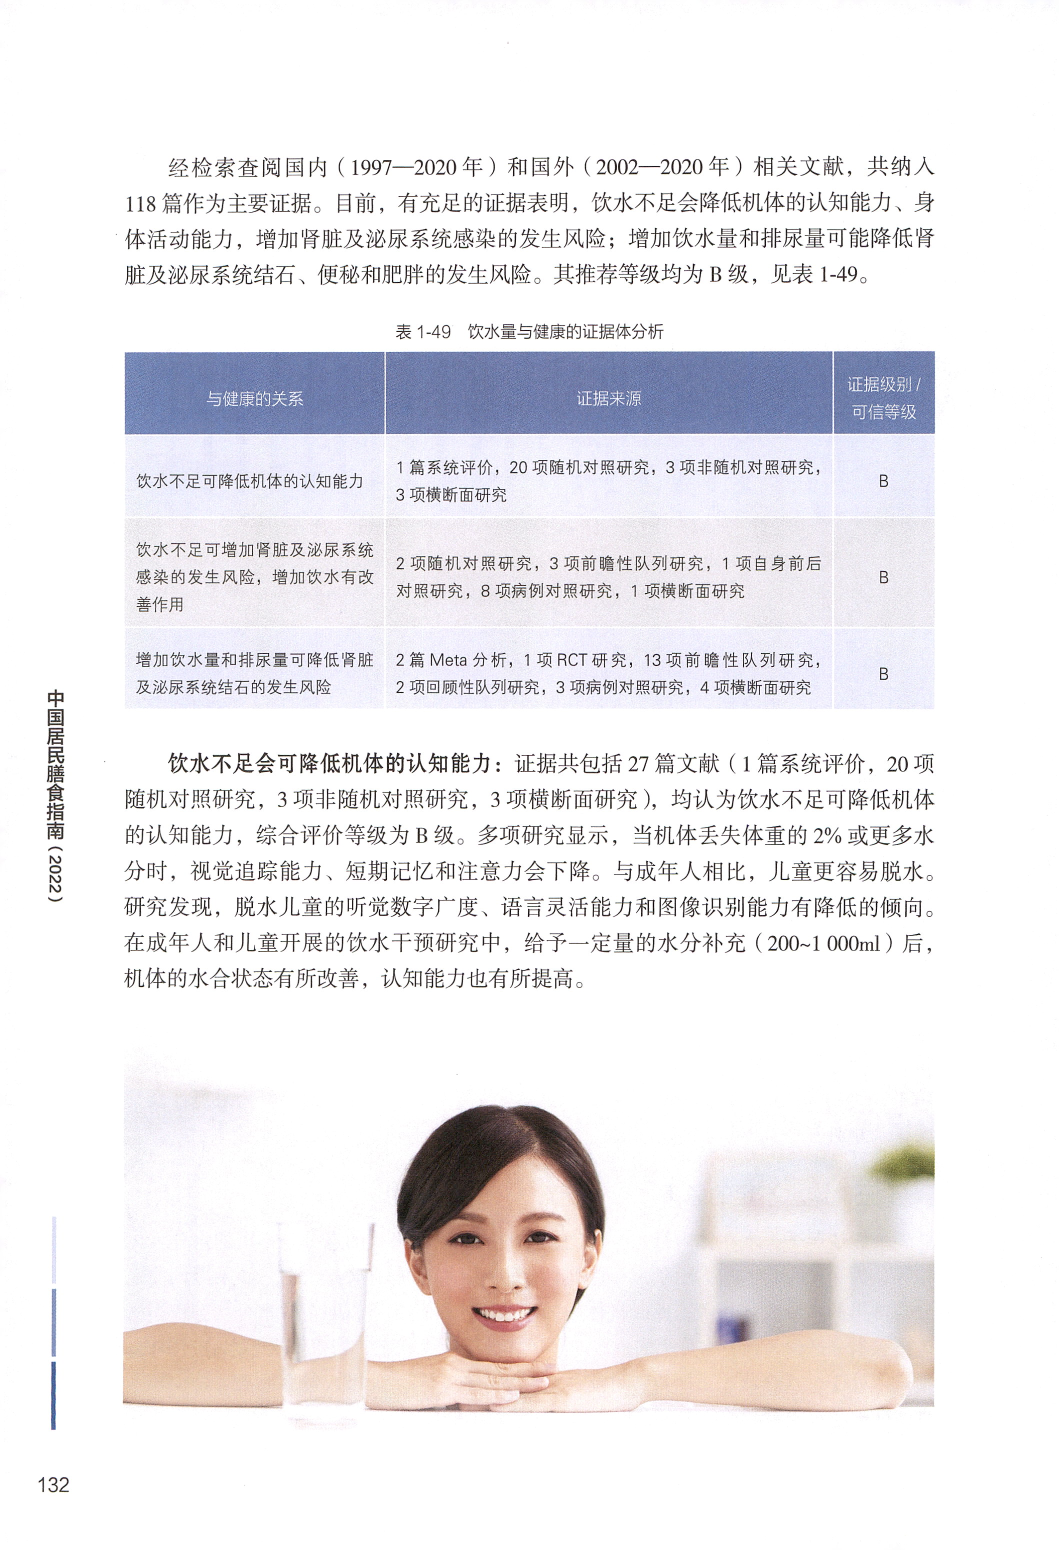 经检索查阅国内（1997—2020 年）和国外（2002—2020 年）相关文献，共纳入
118 篇作为主要证据。目前，有充足的证据表明，饮水不足会降低机体的认知能力、身
体活动能力，增加肾脏及泌尿系统感染的发生风险；增加饮水量和排尿量可能降低肾
脏及泌尿系统结石、便秘和肥胖的发生风险。其推荐等级均为 B 级，见表 1-49。
表 1-49 饮水量与健康的证据体分析
与健康的关系
证据来源
证据级别 /
可信等级
饮水不足可降低机体的认知能力
1 篇系统评价，20 项随机对照研究，3 项非随机对照研究，
3 项横断面研究
B
饮水不足可增加肾脏及泌尿系统
感染的发生风险，增加饮水有改
善作用
2 项随机对照研究，3 项前瞻性队列研究，1 项自身前后
对照研究，8 项病例对照研究，1 项横断面研究
B
增加饮水量和排尿量可降低肾脏
及泌尿系统结石的发生风险
2 篇 Meta 分析，1 项 RCT 研究，13 项前瞻性队列研究，
2 项回顾性队列研究，3 项病例对照研究，4 项横断面研究
B
饮水不足会可降低机体的认知能力：证据共包括 27 篇文献（1 篇系统评价，20 项
随机对照研究，3 项非随机对照研究，3 项横断面研究），均认为饮水不足可降低机体
的认知能力，综合评价等级为 B 级。多项研究显示，当机体丢失体重的 2% 或更多水
分时，视觉追踪能力、短期记忆和注意力会下降。与成年人相比，儿童更容易脱水。
研究发现，脱水儿童的听觉数字广度、语言灵活能力和图像识别能力有降低的倾向。
在成年人和儿童开展的饮水干预研究中，给予一定量的水分补充（200~1 000ml）后，
机体的水合状态有所改善，认知能力也有所提高。
中国居民膳食指南（2022）
132